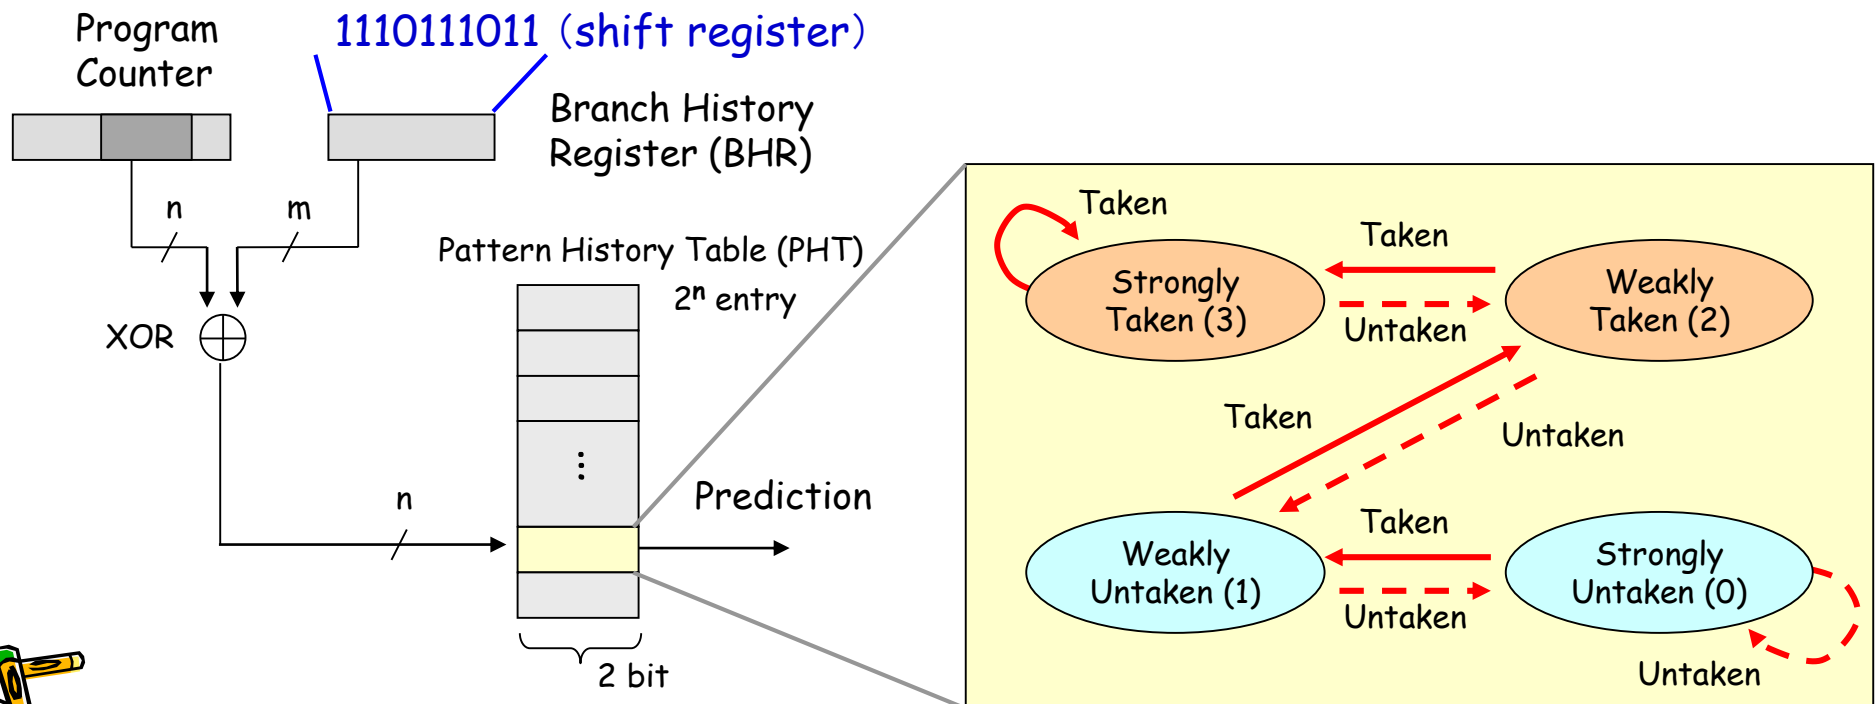 Program
Counter
1110111011（shift register）
Branch History
Register (BHR)
n
m
XOR
Pattern History Table (PHT)
2ⁿ entry
n
Prediction
2 bit
Taken
Strongly
Taken (3)
Taken
Untaken
Weakly
Taken (2)
Taken
Untaken
Weakly
Untaken (1)
Taken
Untaken
Strongly
Untaken (0)
Untaken